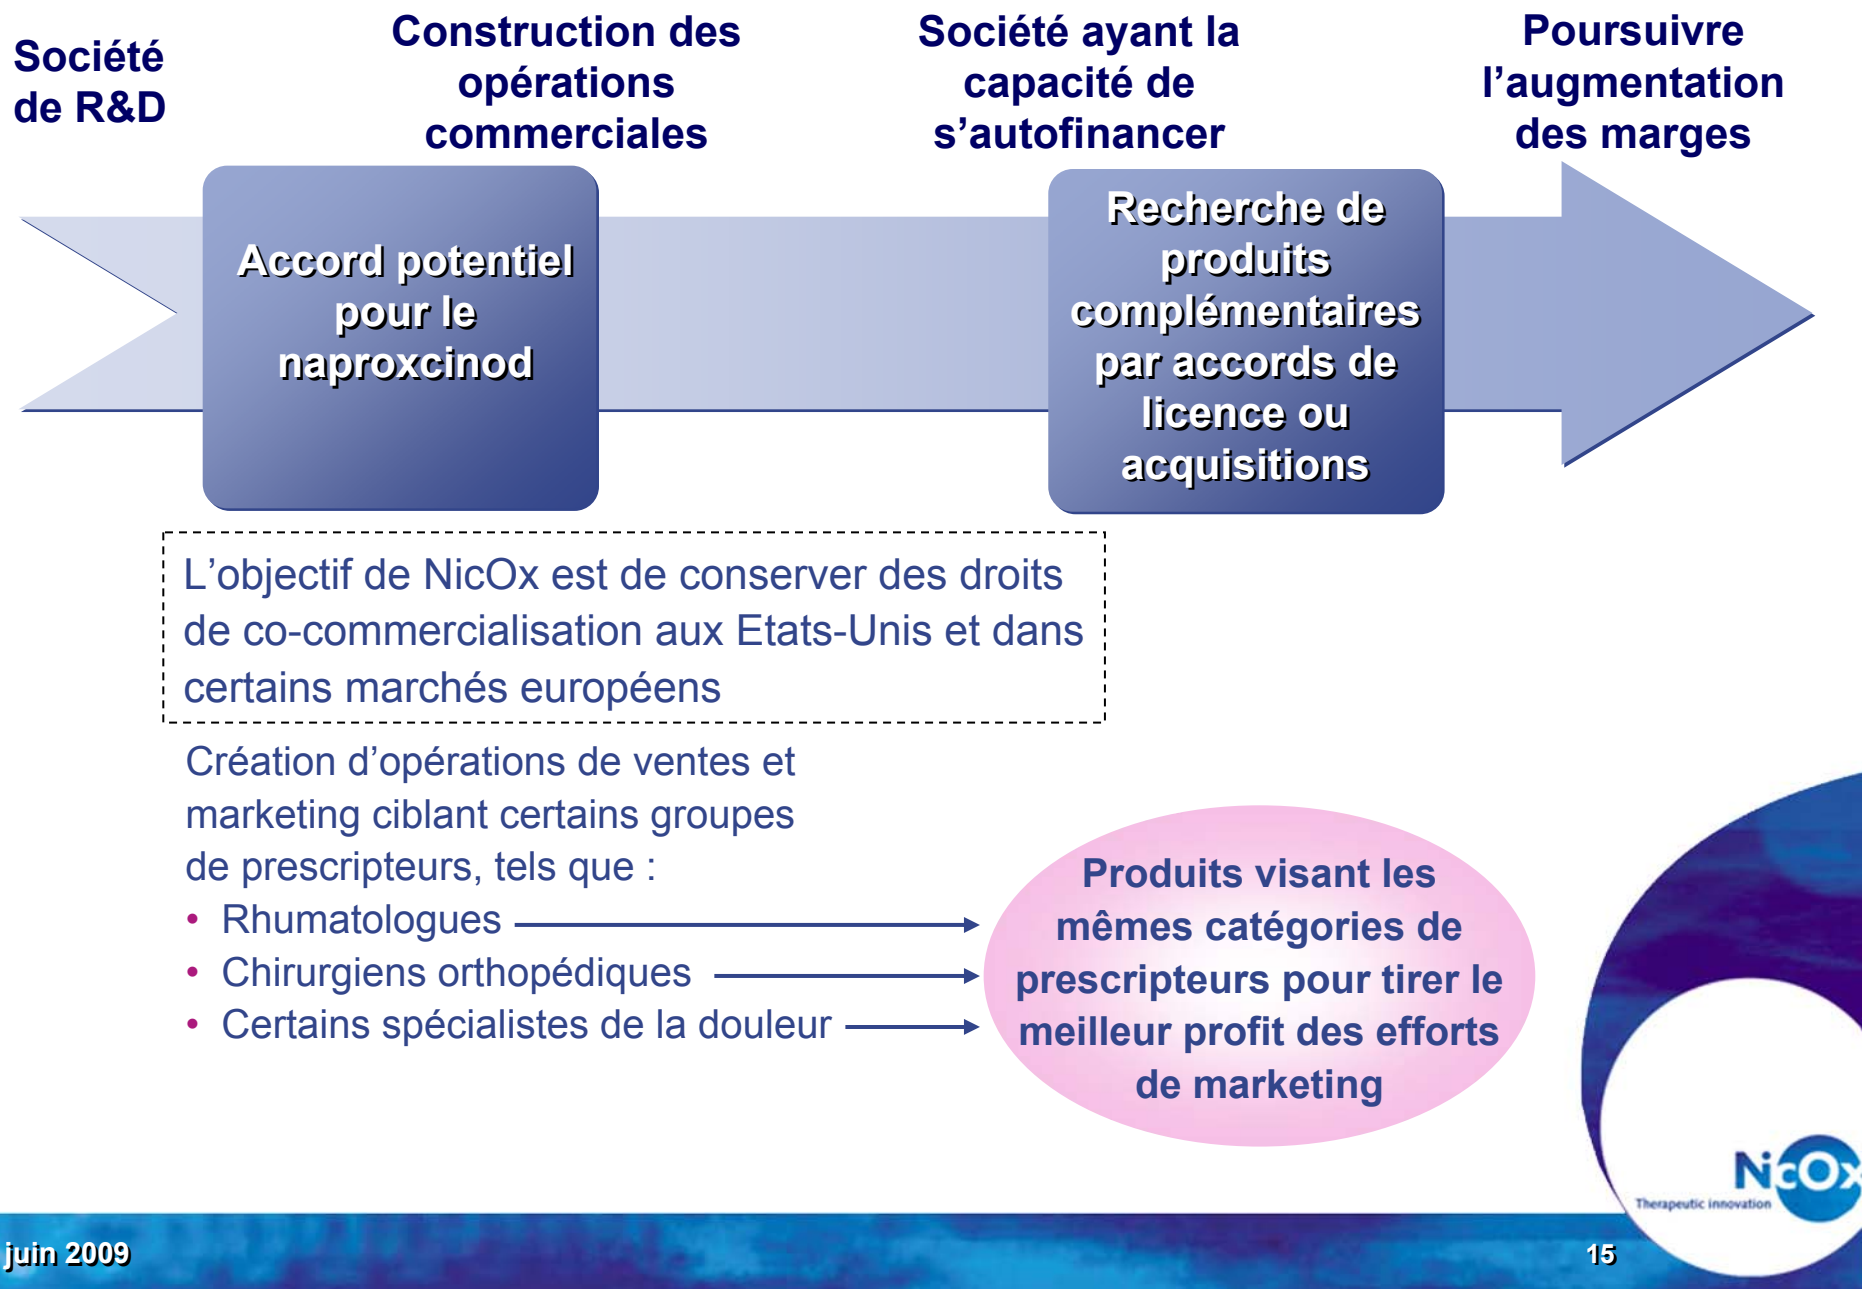 Société
de R&D
Construction des
opérations
commerciales
Société ayant la
capacité de
s’autofinancer
Poursuivre
l’augmentation
des marges
Accord potentiel
pour le
naproxcinod
Recherche de
produits
complémentaires
par accords de
licence ou
acquisitions
L’objectif de NicOx est de conserver des droits
de co-commercialisation aux Etats-Unis et dans
certains marchés européens
Création d’opérations de ventes et
marketing ciblant certains groupes
de prescripteurs, tels que :
• Rhumatologues
• Chirurgiens orthopédiques
• Certains spécialistes de la douleur
Produits visant les
mêmes catégories de
prescripteurs pour tirer le
meilleur profit des efforts
de marketing
NicOx
Therapeutic innovation
juin 2009
15